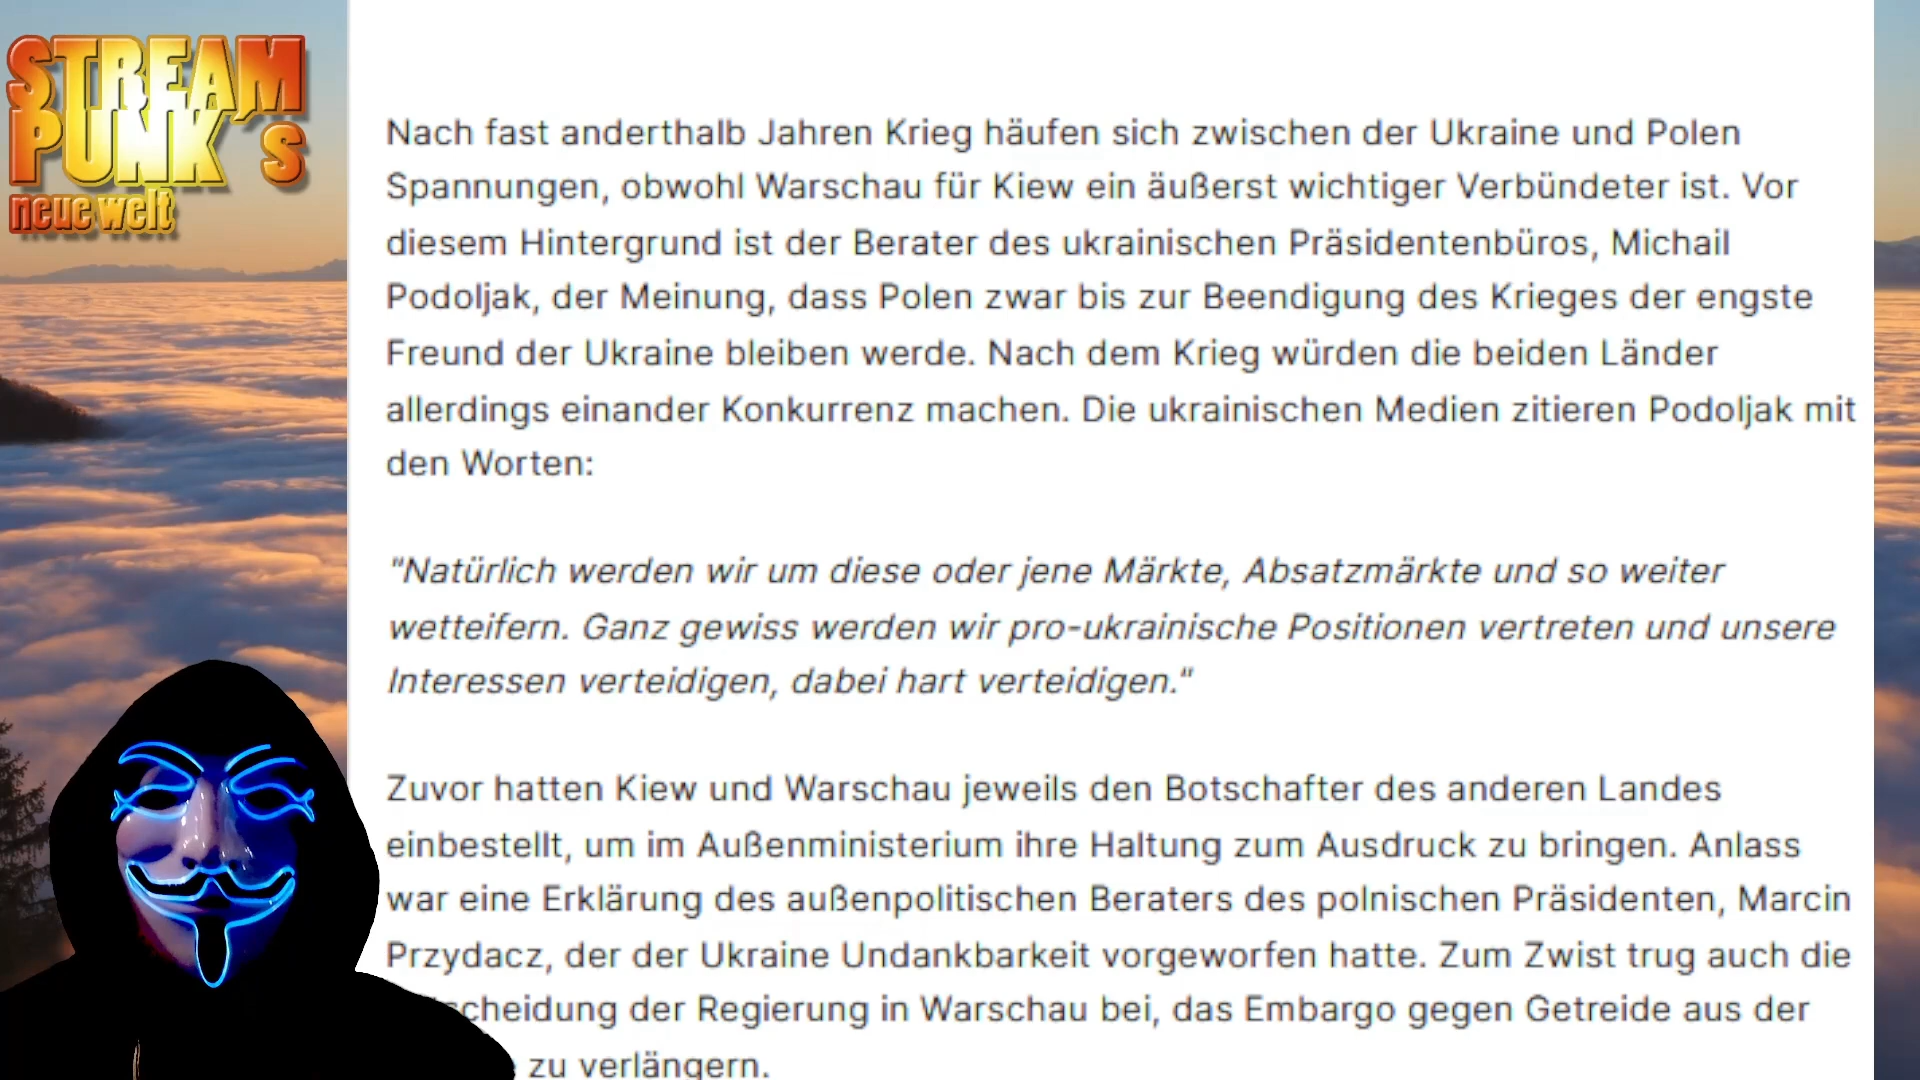 STREAM
PUNK´s
neue welt
Nach fast anderthalb Jahren Krieg häufen sich zwischen der Ukraine und Polen
Spannungen, obwohl Warschau für Kiew ein äußerst wichtiger Verbündeter ist. Vor
diesem Hintergrund ist der Berater des ukrainischen Präsidentenbüros, Michail
Podoljak, der Meinung, dass Polen zwar bis zur Beendigung des Krieges der engste
Freund der Ukraine bleiben werde. Nach dem Krieg würden die beiden Länder
allerdings einander Konkurrenz machen. Die ukrainischen Medien zitieren Podoljak mit
den Worten:
"Natürlich werden wir um diese oder jene Märkte, Absatzmärkte und so weiter
wetteifern. Ganz gewiss werden wir pro-ukrainische Positionen vertreten und unsere
Interessen verteidigen, dabei hart verteidigen."
Zuvor hatten Kiew und Warschau jeweils den Botschafter des anderen Landes
einbestellt, um im Außenministerium ihre Haltung zum Ausdruck zu bringen. Anlass
war eine Erklärung des außenpolitischen Beraters des polnischen Präsidenten, Marcin
Przydacz, der der Ukraine Undankbarkeit vorgeworfen hatte. Zum Zwist trug auch die
scheidung der Regierung in Warschau bei, das Embargo gegen Getreide aus der
zu verlängern.